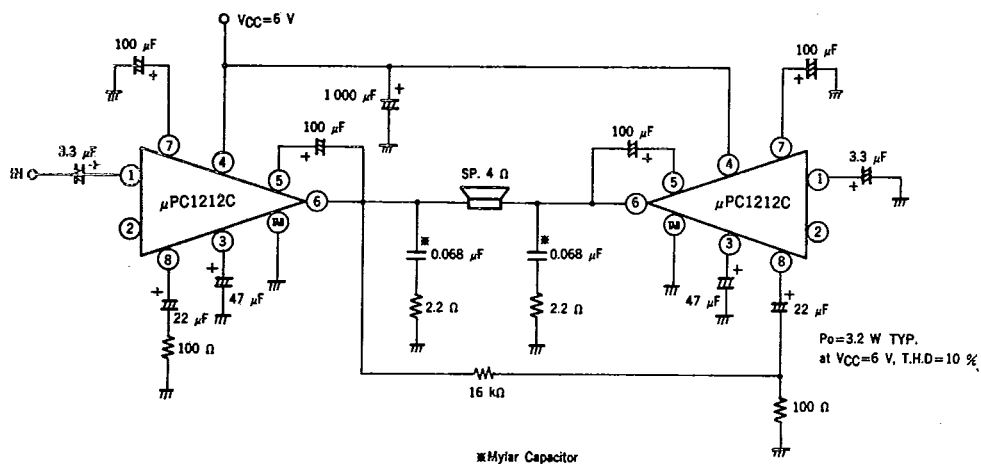 VCC=6 V
100 μF
100 μF
1 000 μF
3.3 μF
100 μF
100 μF
3.3 μF
IN
SP. 4 Ω
μPC1212C
μPC1212C
7
4
5
1
6
2
3
8
TAB
7
4
5
1
6
2
3
8
TAB
※
0.068 μF
※
0.068 μF
47 μF
22 μF
100 Ω
2.2 Ω
2.2 Ω
47 μF
22 μF
Po=3.2 W TYP.
at VCC=6 V, T.H.D=10 %
16 kΩ
100 Ω
※Mylar Capacitor